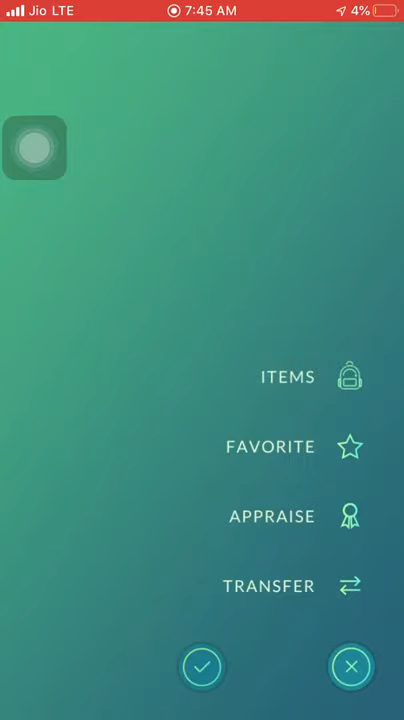 Jio LTE 7:45 AM 4%
ITEMS
FAVORITE
APPRAISE
TRANSFER